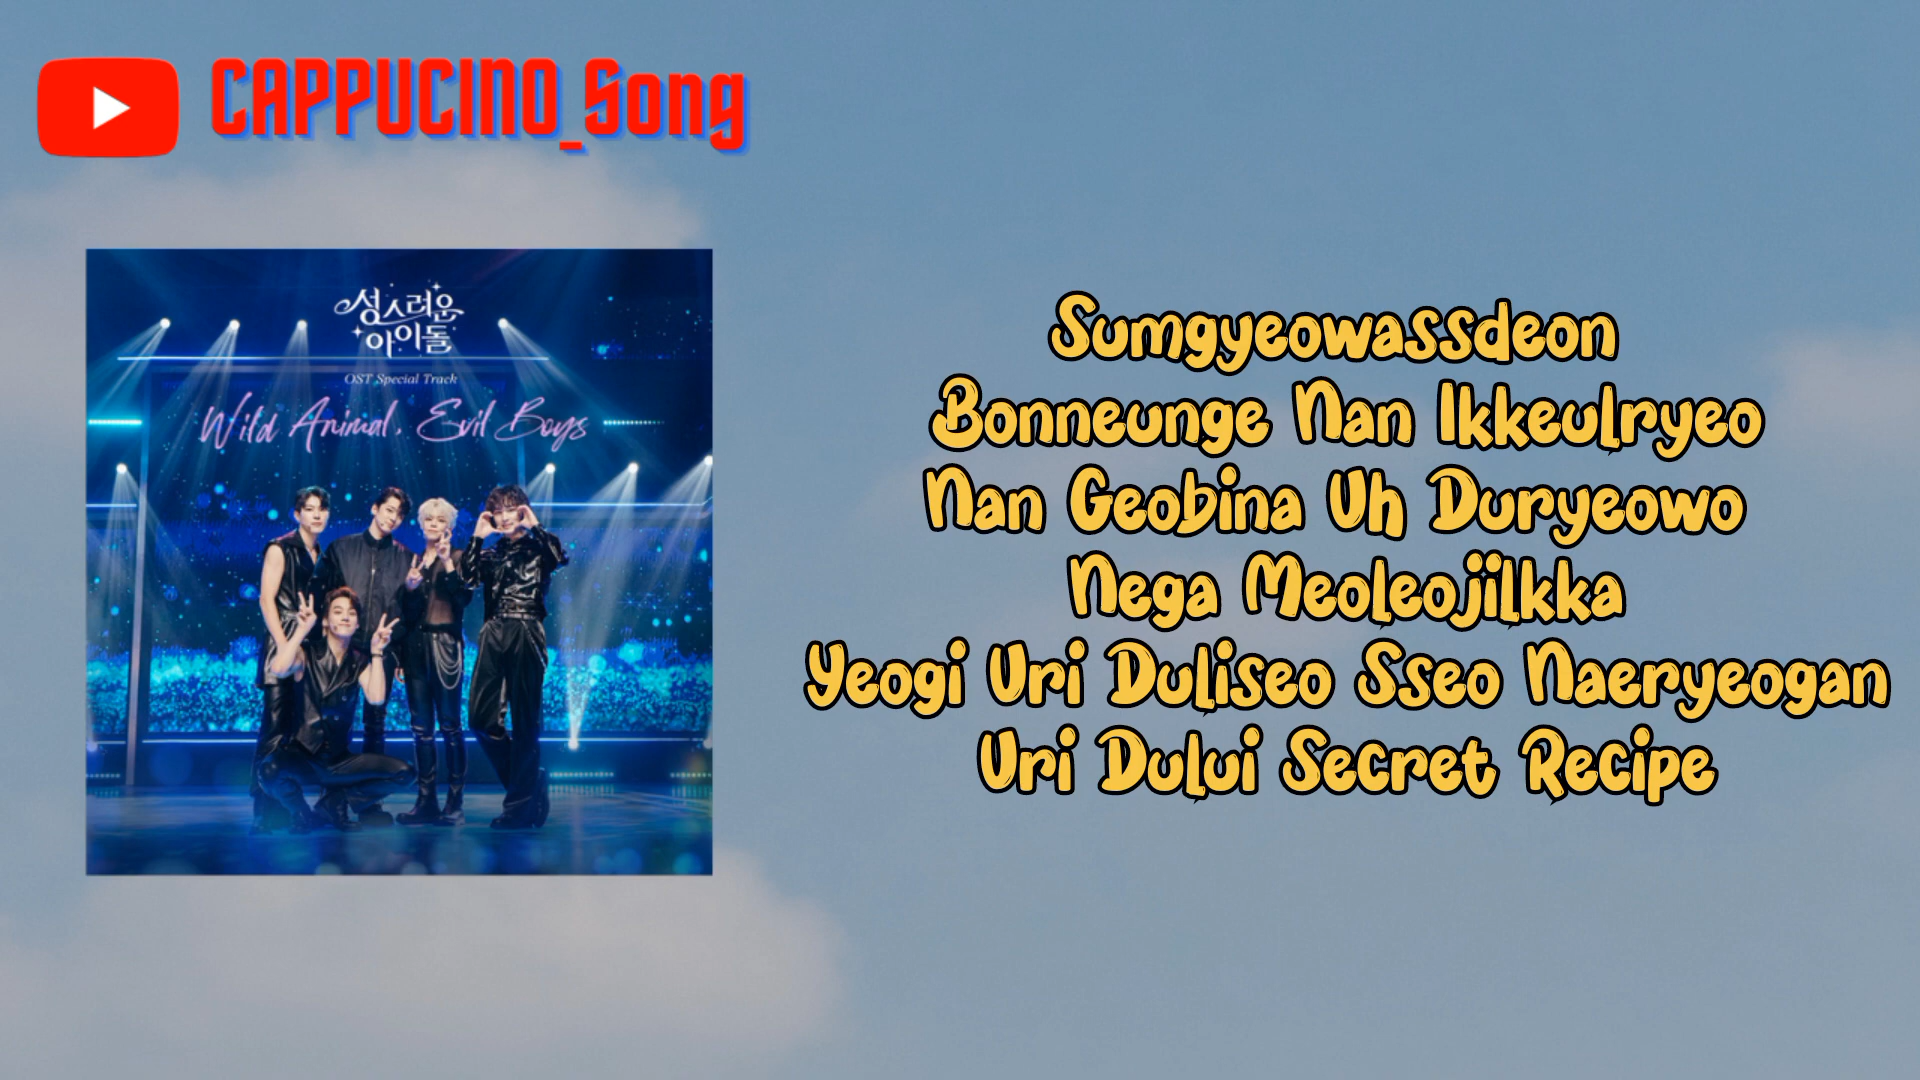 CAPPUCINO_Song
성스러운
아이돌
OST Special Track
Wild Animal, Evil Boys
Sumgyeowassdeon
Bonneunge Nan Ikkeulryeo
Nan Geobina Uh Duryeowo
Nega Meoleojilkka
Yeogi Uri Duliseo Sseo Naeryeogan
Uri Dului Secret Recipe